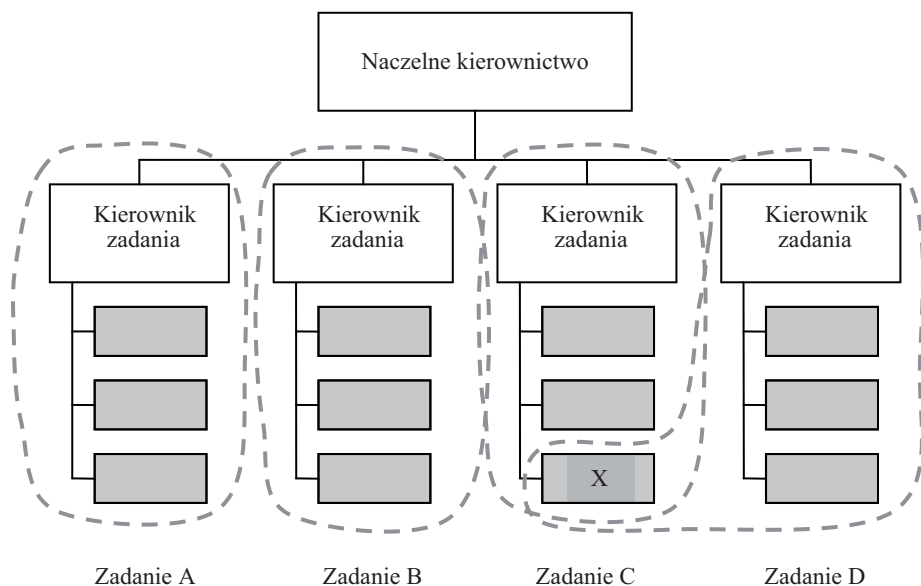 Naczelne kierownictwo
Kierownik
zadania
Kierownik
zadania
Kierownik
zadania
Kierownik
zadania
X
Zadanie A
Zadanie B
Zadanie C
Zadanie D